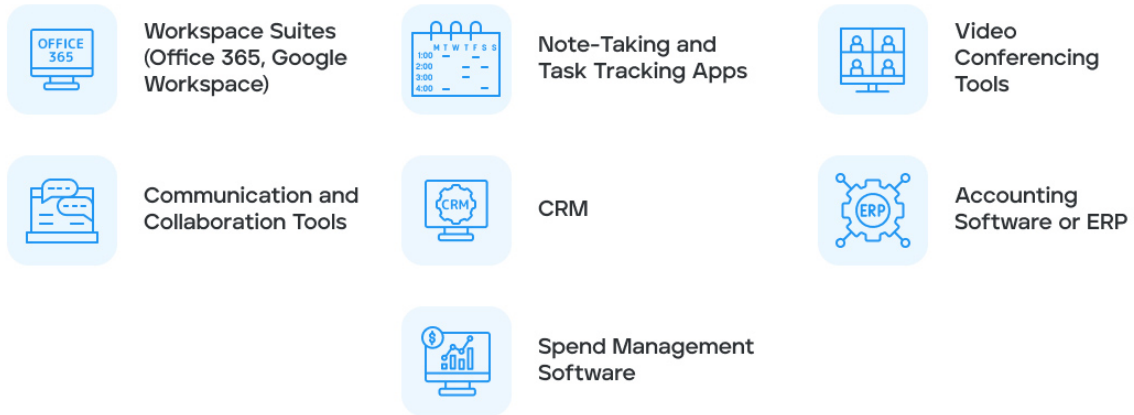 OFFICE
365
Workspace Suites
(Office 365, Google
Workspace)
M T W T F S S
1:00
2:00
3:00
4:00
Note-Taking and
Task Tracking Apps
Video
Conferencing
Tools
Communication and
Collaboration Tools
CRM
CRM
ERP
Accounting
Software or ERP
$
Spend Management
Software